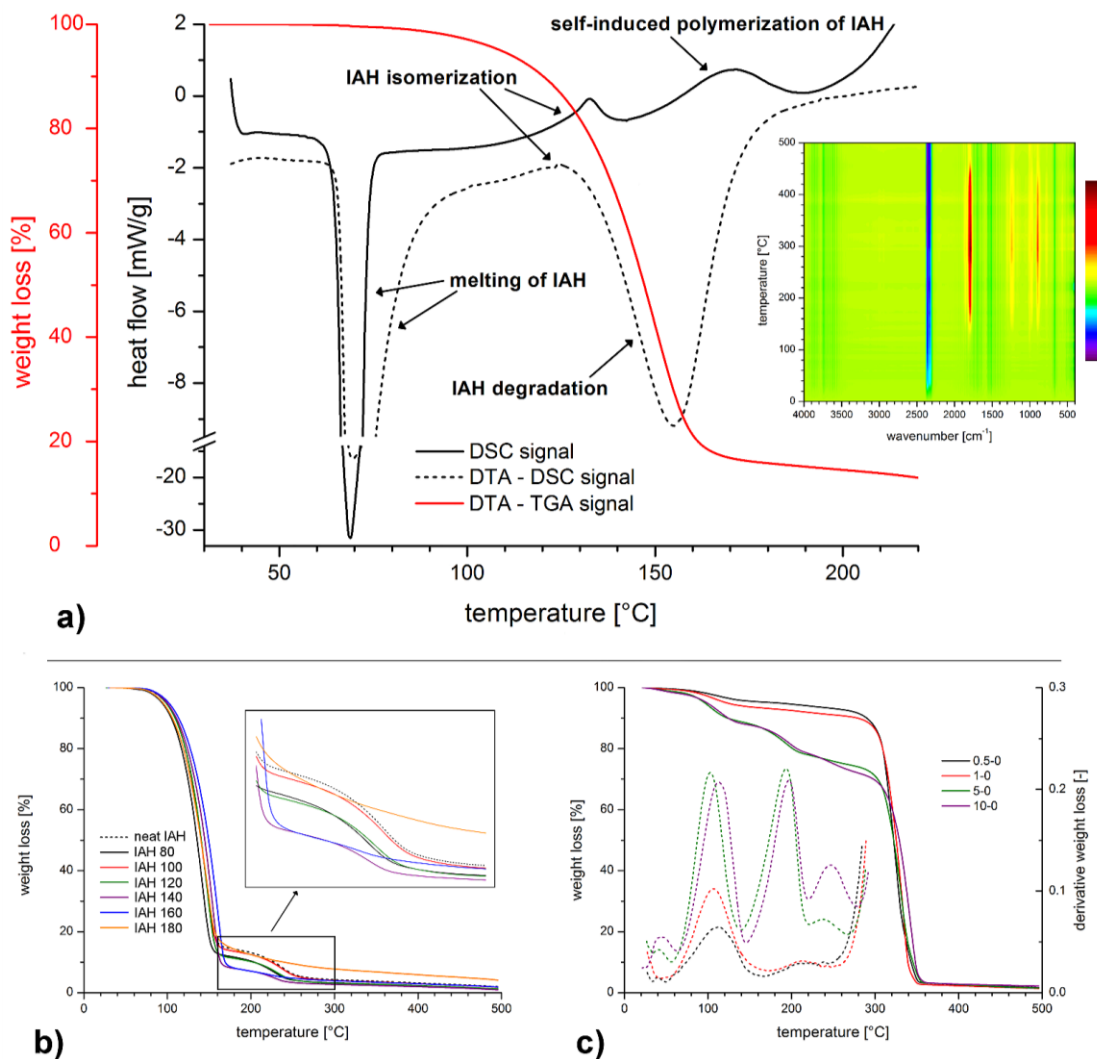 100
80
60
40
20
0
weight loss [%]
2
0
-2
-4
-6
-8
-20
-30
heat flow [mW/g]
self-induced polymerization of IAH
IAH isomerization
melting of IAH
IAH degradation
DSC signal
DTA - DSC signal
DTA - TGA signal
50 100 150 200
temperature [°C]
a)
500
400
300
200
100
0
temperature [°C]
4000 3500 3000 2500 2000 1500 1000 500
wavenumber [cm⁻¹]
100
80
60
40
20
0
weight loss [%]
neat IAH
IAH 80
IAH 100
IAH 120
IAH 140
IAH 160
IAH 180
0 100 200 300 400 500
temperature [°C]
b)
100
80
60
40
20
0
weight loss [%]
0.5-0
1-0
5-0
10-0
0.3
0.2
0.1
0.0
derivative weight loss [-]
0 100 200 300 400 500
temperature [°C]
c)